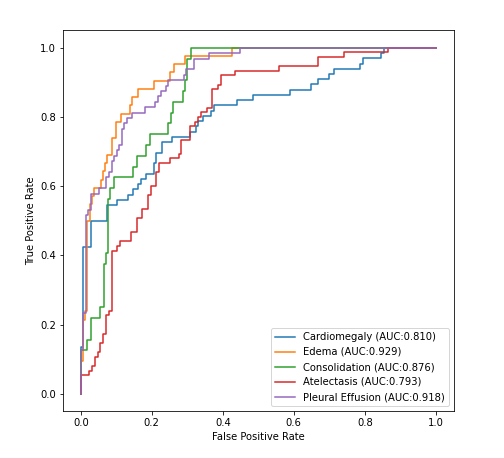 1.0
0.8
0.6
0.4
0.2
0.0
True Positive Rate
Cardiomegaly (AUC:0.810)
Edema (AUC:0.929)
Consolidation (AUC:0.876)
Atelectasis (AUC:0.793)
Pleural Effusion (AUC:0.918)
0.0 0.2 0.4 0.6 0.8 1.0
False Positive Rate